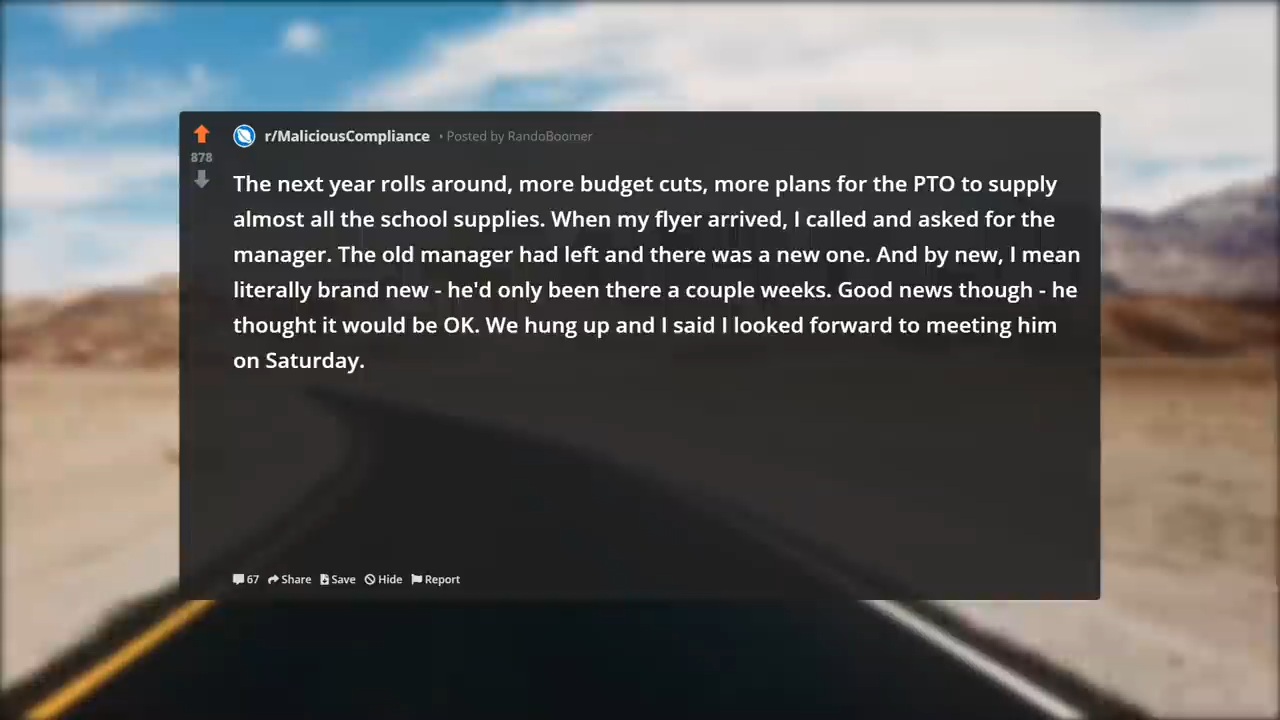 r/MaliciousCompliance • Posted by RandoBoomer
878
The next year rolls around, more budget cuts, more plans for the PTO to supply
almost all the school supplies. When my flyer arrived, I called and asked for the
manager. The old manager had left and there was a new one. And by new, I mean
literally brand new - he'd only been there a couple weeks. Good news though - he
thought it would be OK. We hung up and I said I looked forward to meeting him
on Saturday.
67 Share Save Hide Report